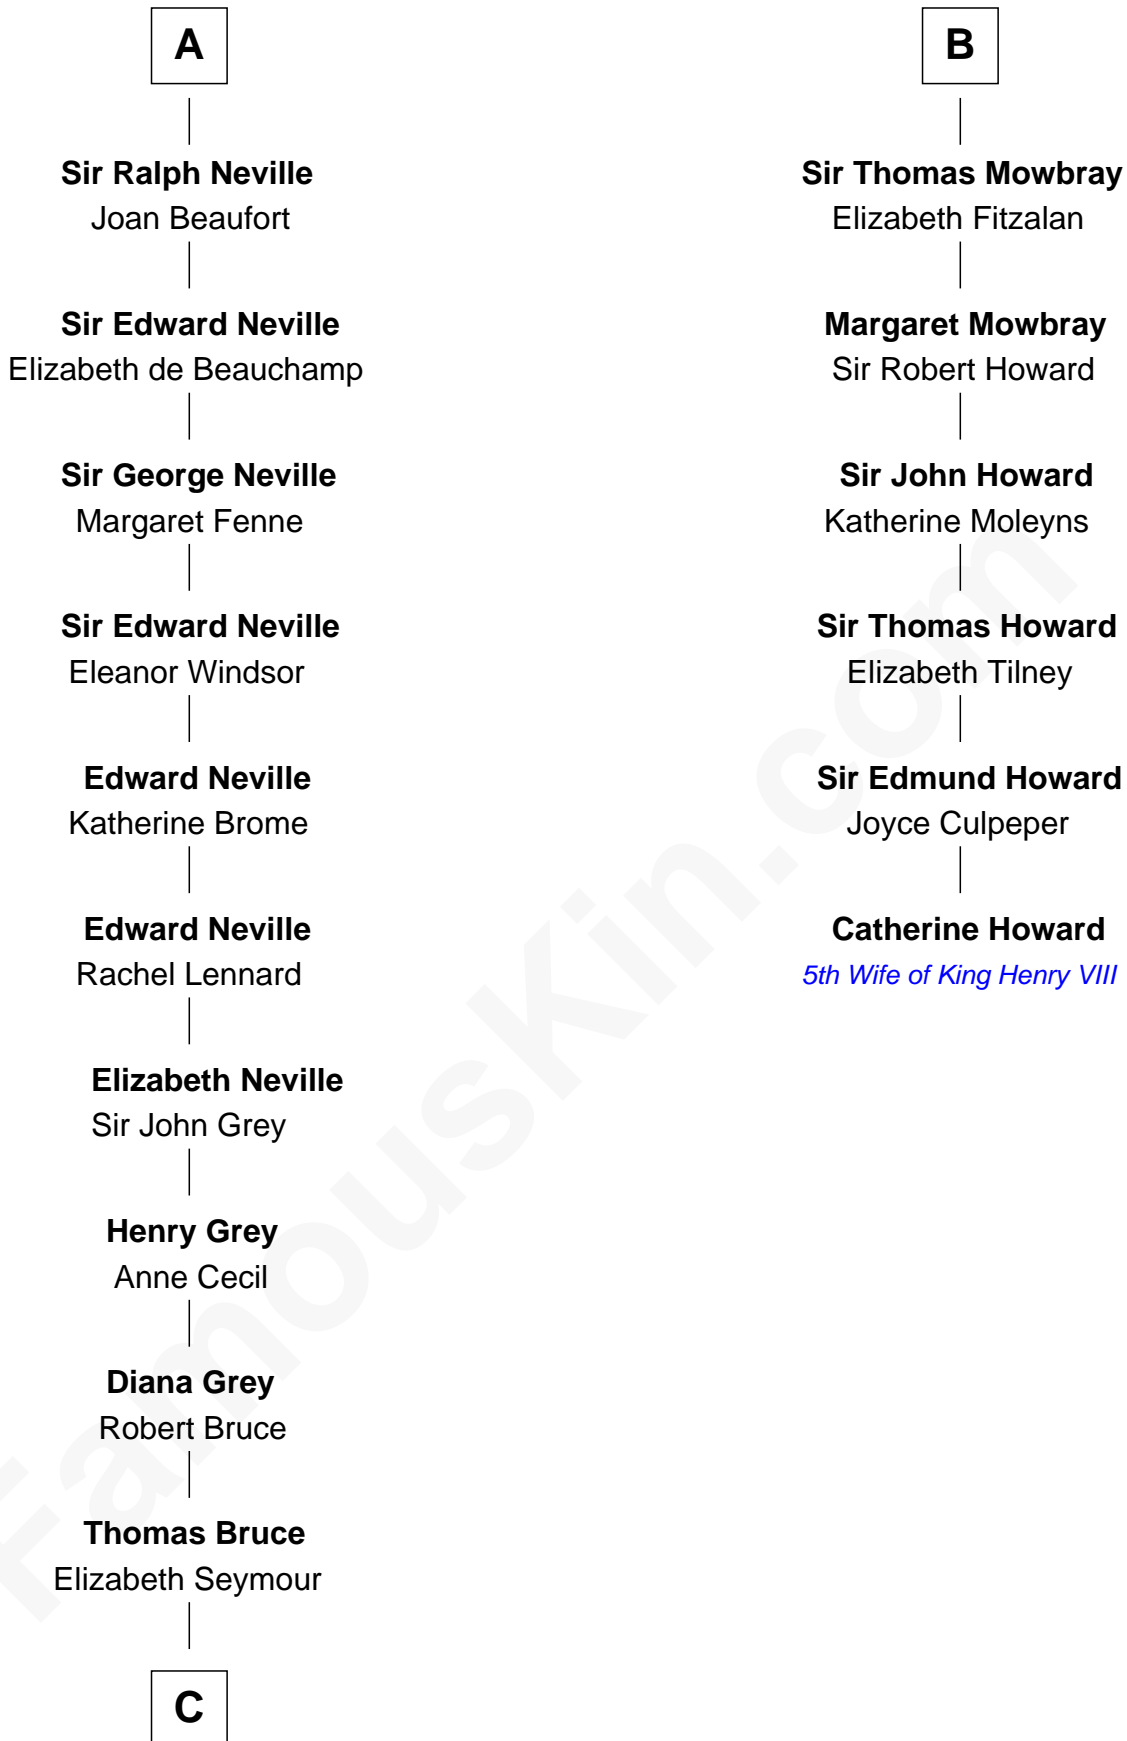 A
Sir Ralph Neville
Joan Beaufort
Sir Edward Neville
Elizabeth de Beauchamp
Sir George Neville
Margaret Fenne
Sir Edward Neville
Eleanor Windsor
Edward Neville
Katherine Brome
Edward Neville
Rachel Lennard
Elizabeth Neville
Sir John Grey
Henry Grey
Anne Cecil
Diana Grey
Robert Bruce
Thomas Bruce
Elizabeth Seymour
C
B
Sir Thomas Mowbray
Elizabeth Fitzalan
Margaret Mowbray
Sir Robert Howard
Sir John Howard
Katherine Moleyns
Sir Thomas Howard
Elizabeth Tilney
Sir Edmund Howard
Joyce Culpeper
Catherine Howard
5th Wife of King Henry VIII
FamousKin.com